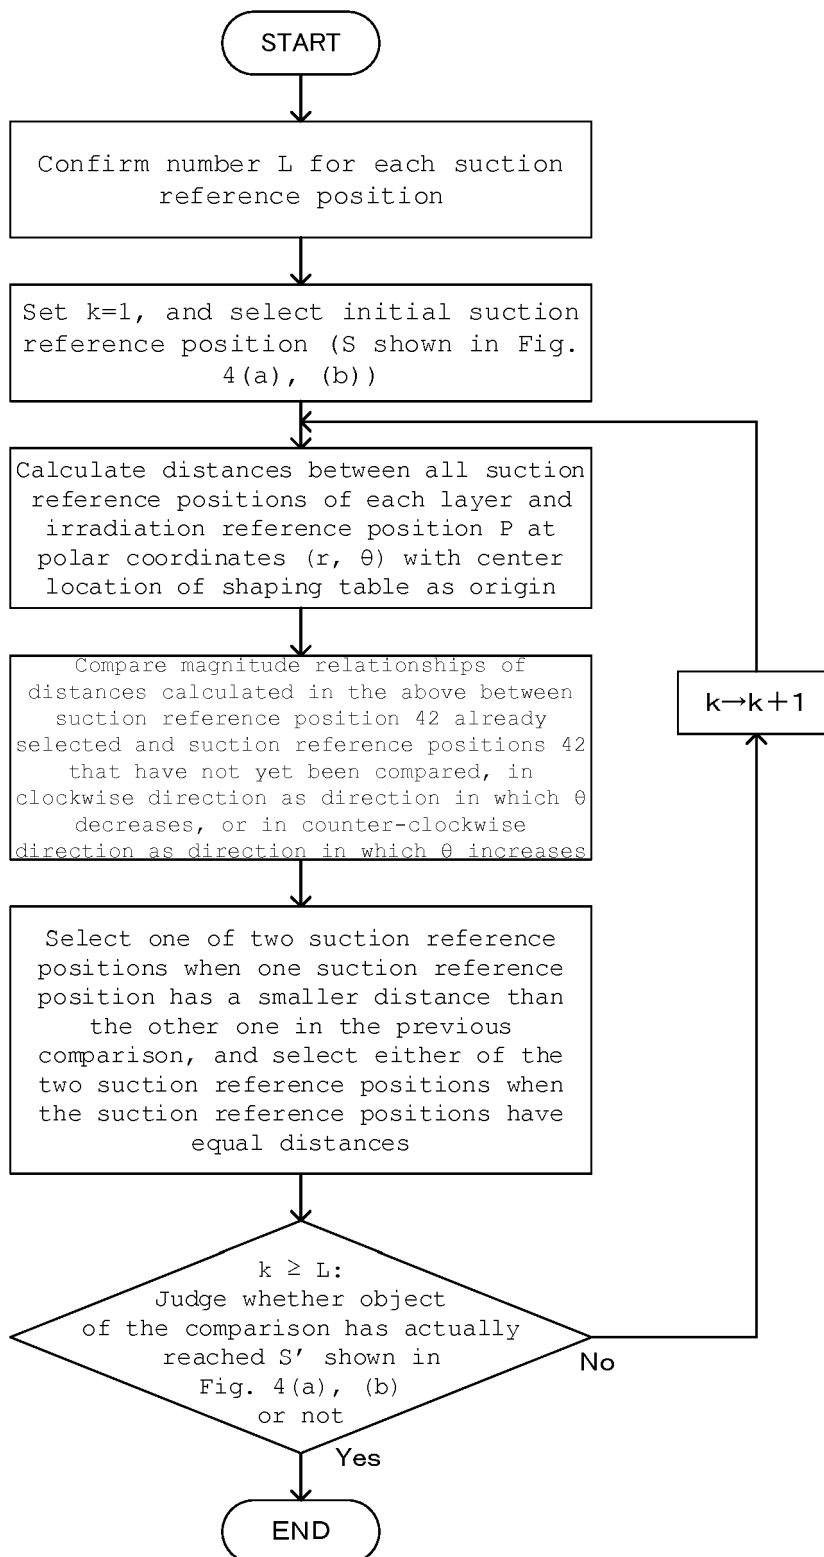 START
Confirm number L for each suction
reference position
Set k=1, and select initial suction
reference position (S shown in Fig.
4(a), (b))
Calculate distances between all suction
reference positions of each layer and
irradiation reference position P at
polar coordinates (r, θ) with center
location of shaping table as origin
Compare magnitude relationships of
distances calculated in the above between
suction reference position 42 already
selected and suction reference positions 42
that have not yet been compared, in
clockwise direction as direction in which θ
decreases, or in counter-clockwise
direction as direction in which θ increases
k→k+1
Select one of two suction reference
positions when one suction reference
position has a smaller distance than
the other one in the previous
comparison, and select either of the
two suction reference positions when
the suction reference positions have
equal distances
k ≥ L:
Judge whether object
of the comparison has actually
reached S′ shown in
Fig. 4(a), (b)
or not
No
Yes
END